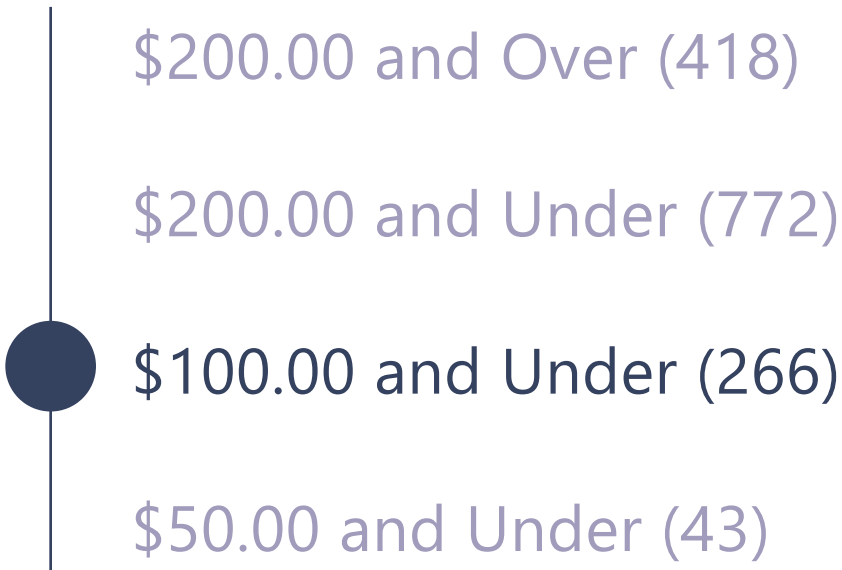 $200.00 and Over (418)
$200.00 and Under (772)
$100.00 and Under (266)
$50.00 and Under (43)